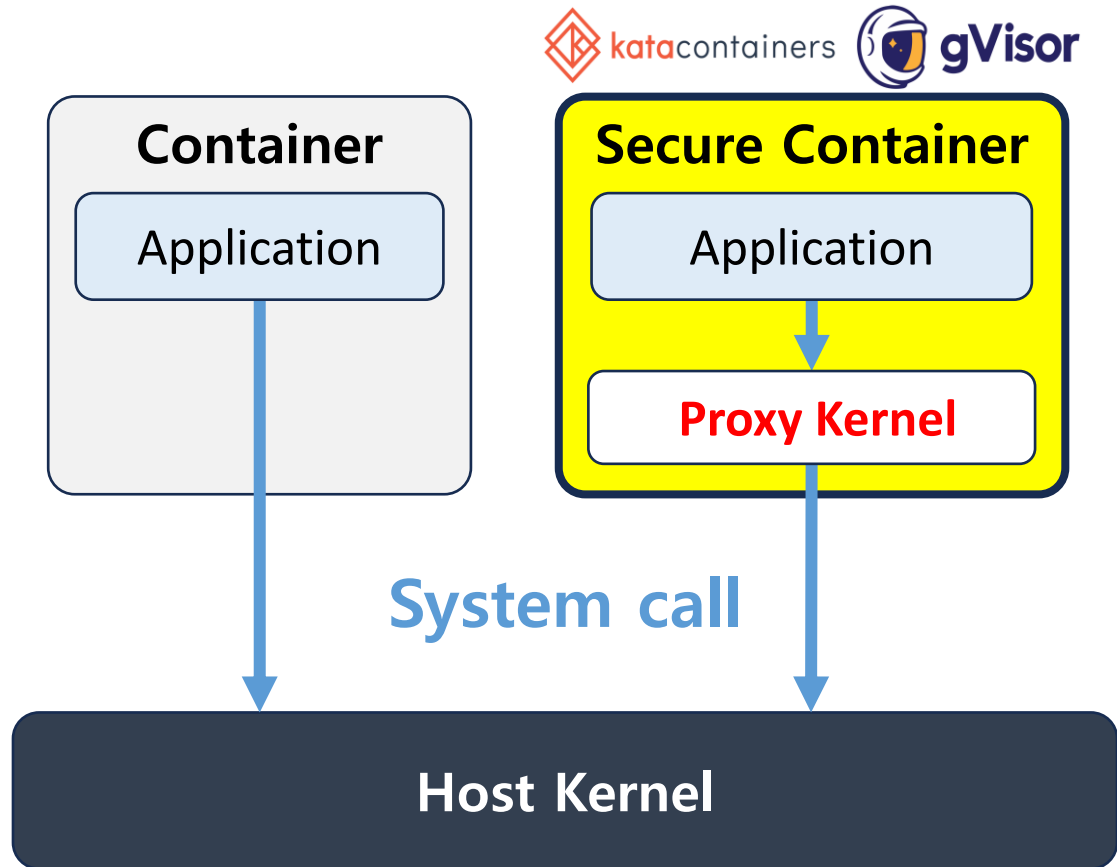 katacontainers gVisor
Container
Secure Container
Application
Application
Proxy Kernel
System call
Host Kernel